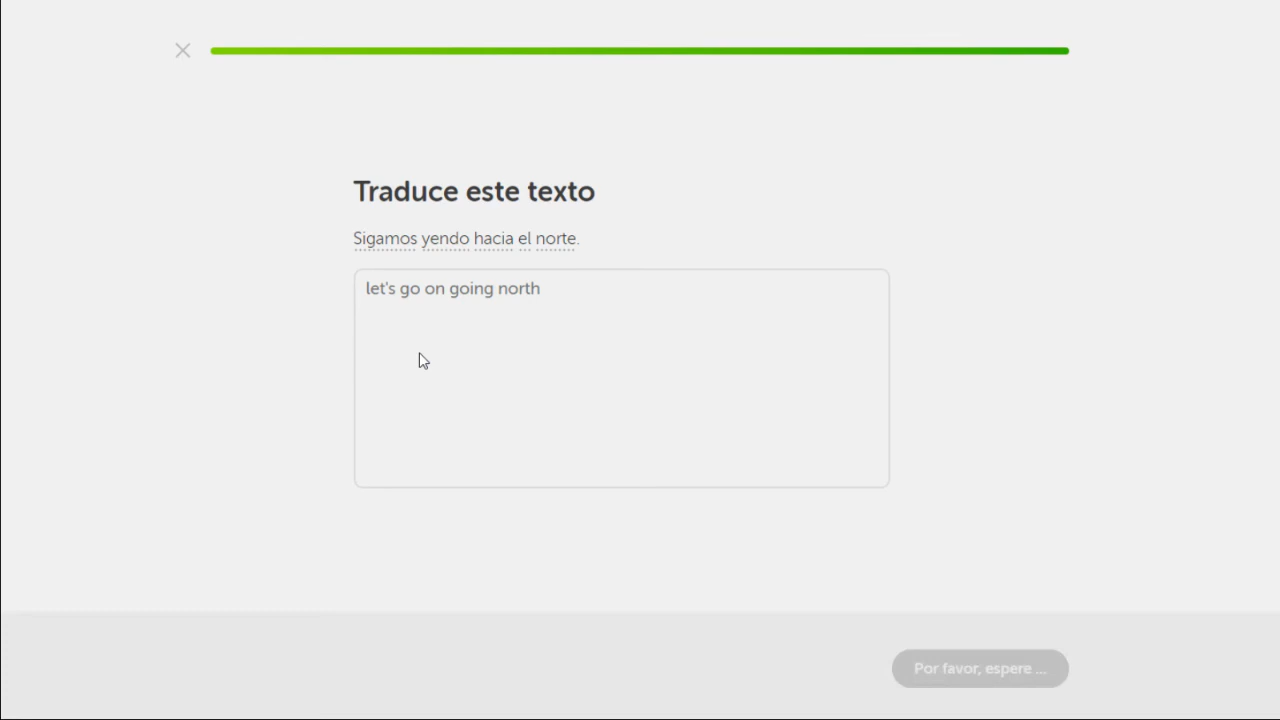 Traduce este texto
Sigamos yendo hacia el norte.
let's go on going north
Por favor, espere ...